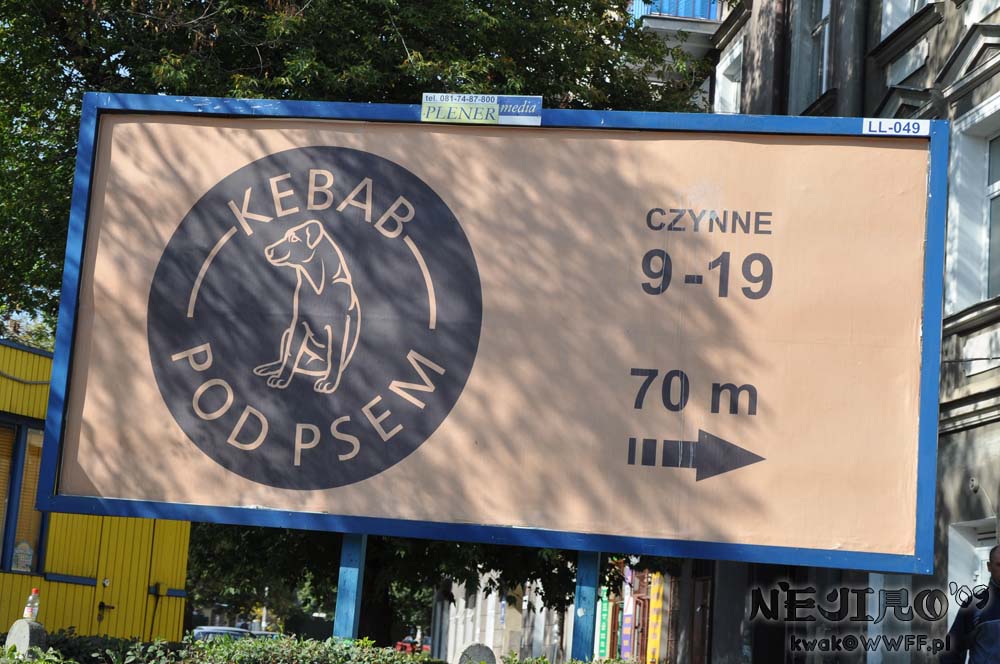 tel. 081-74-87-800
PLENER media
LL-049
KEBAB
POD PSEM
CZYNNE
9-19
70 m
NEJIRO '09
kwak@WWFF.pl